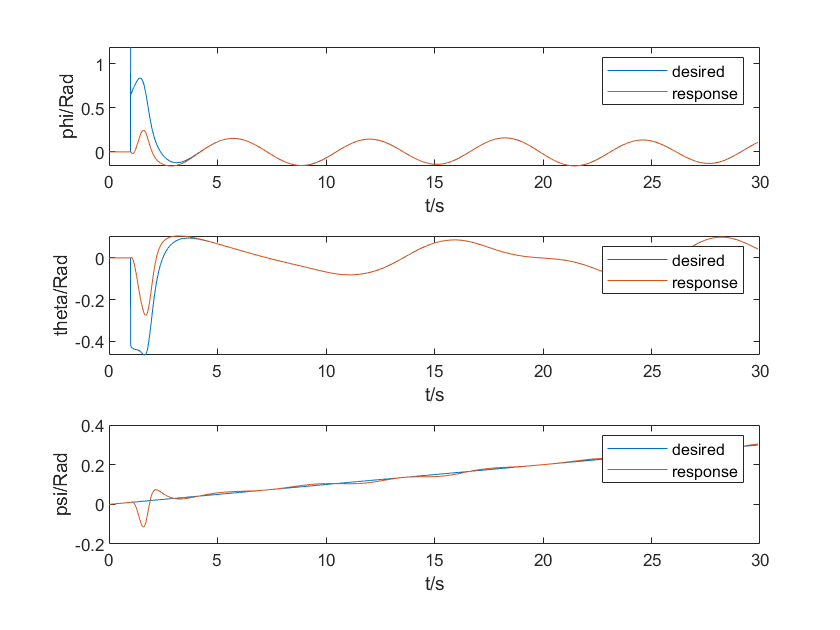 phi/Rad
1
0.5
0
desired
response
0 5 10 15 20 25 30
t/s
theta/Rad
0
-0.2
-0.4
desired
response
0 5 10 15 20 25 30
t/s
psi/Rad
0.4
0.2
0
-0.2
desired
response
0 5 10 15 20 25 30
t/s